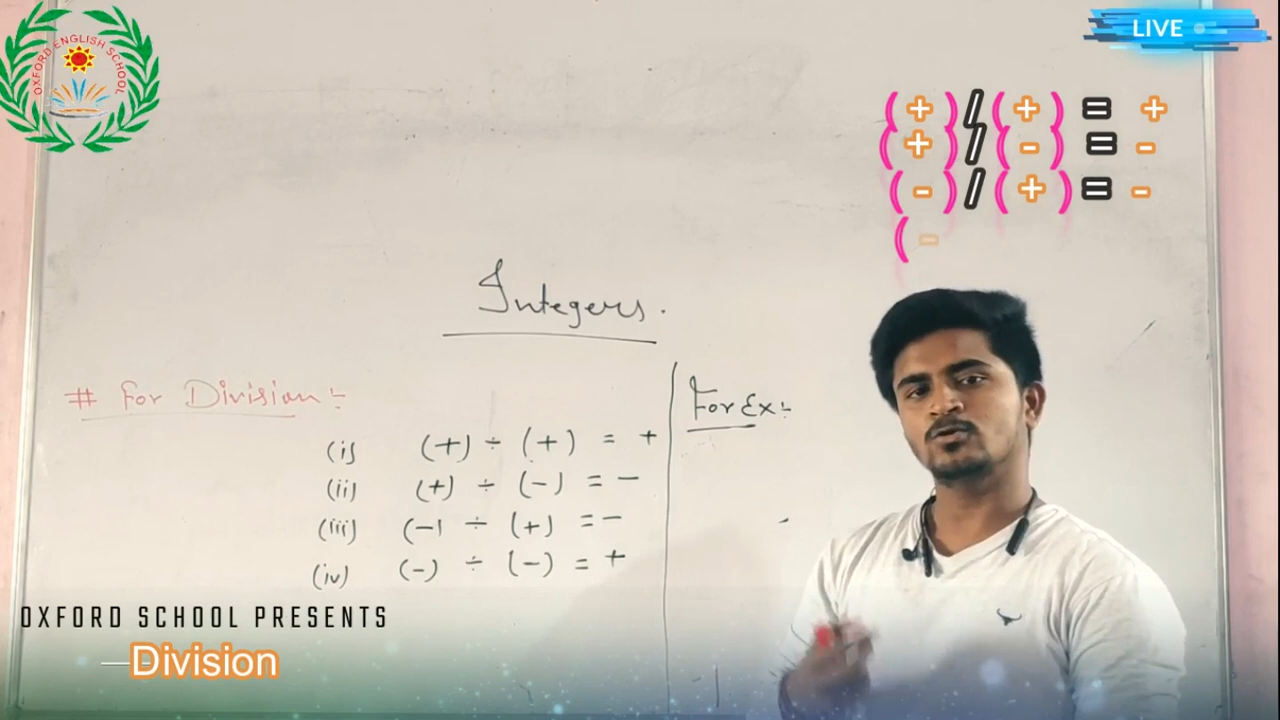 OXFORD ENGLISH SCHOOL
LIVE
(+)/(+) = +
(+)/(-) = -
(-)/(+) = -
(-
Integers.
# For Division:-
(i) (+) ÷ (+) = +
(ii) (+) ÷ (-) = -
(iii) (-) ÷ (+) = -
(iv) (-) ÷ (-) = +
For Ex:-
OXFORD SCHOOL PRESENTS
—Division